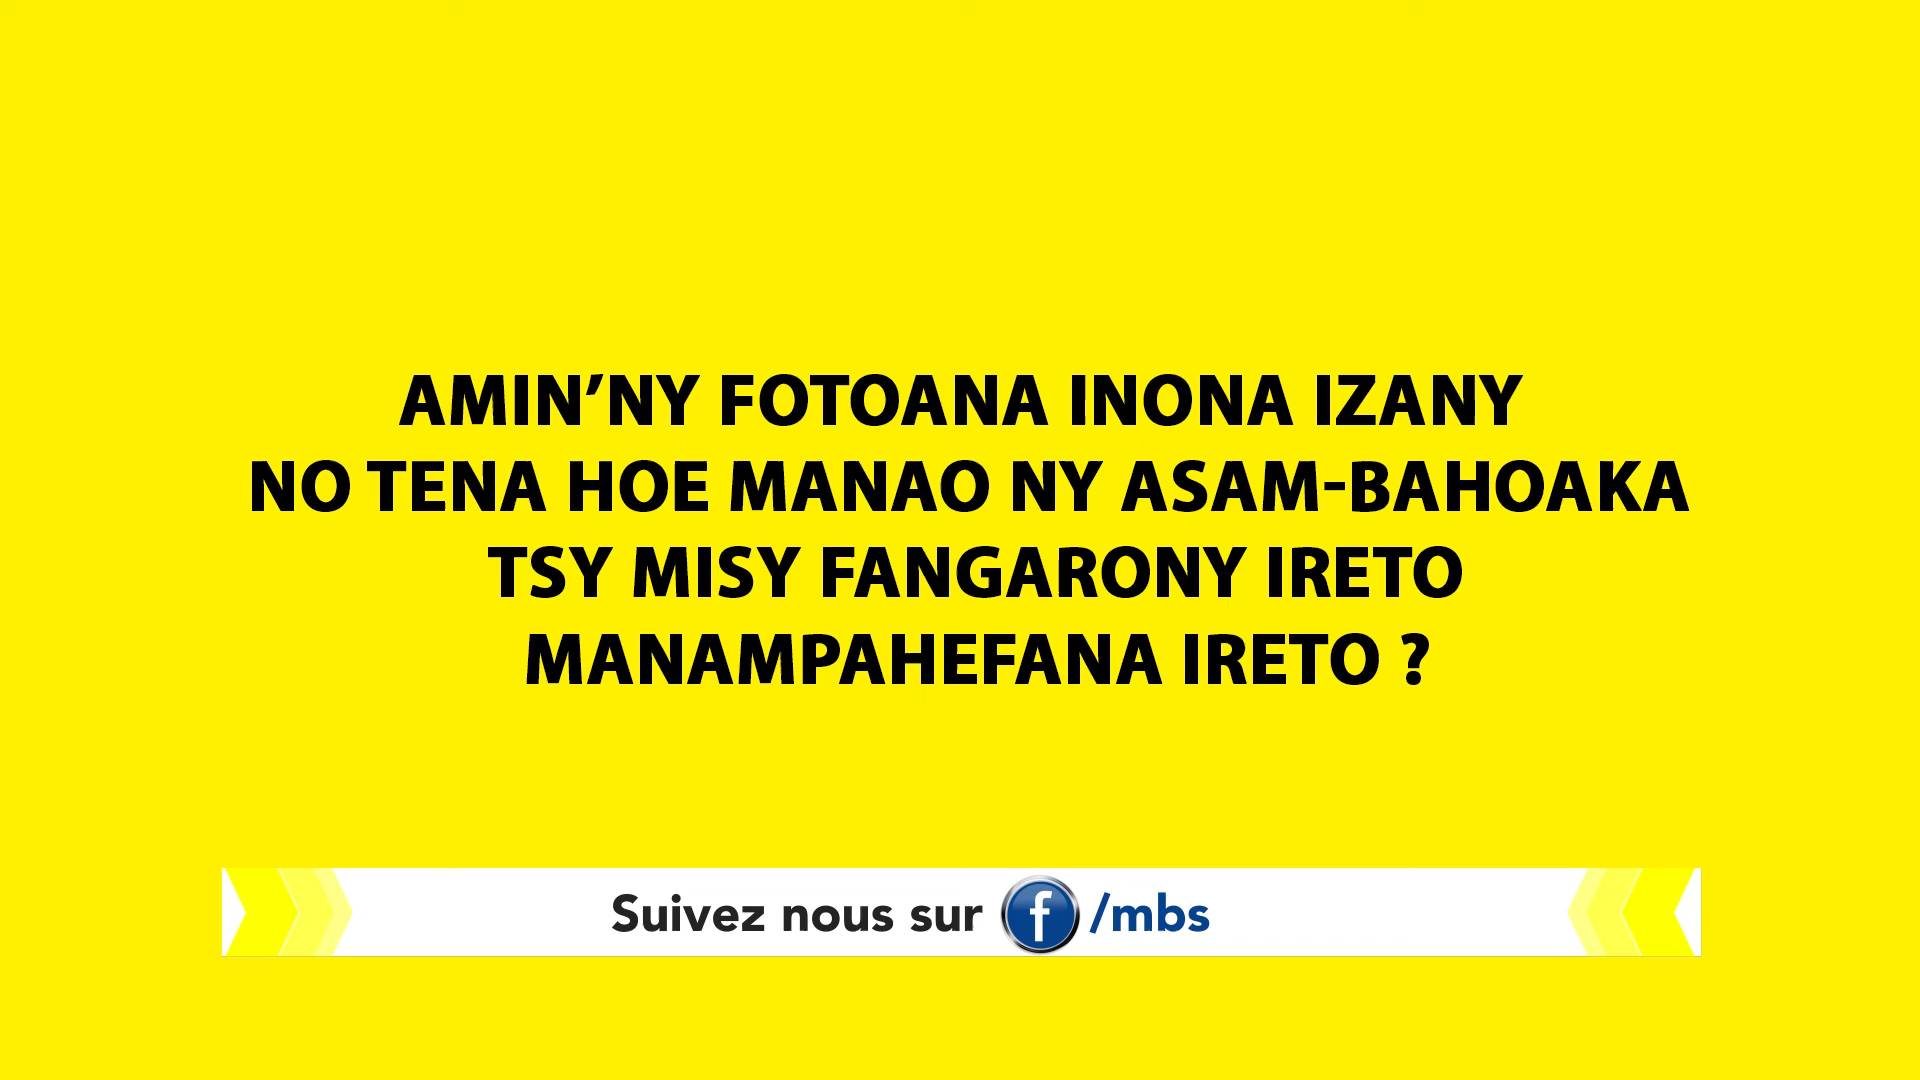 AMIN’NY FOTOANA INONA IZANY
NO TENA HOE MANAO NY ASAM-BAHOAKA
TSY MISY FANGARONY IRETO
MANAMPAHEFANA IRETO ?
Suivez nous sur f /mbs